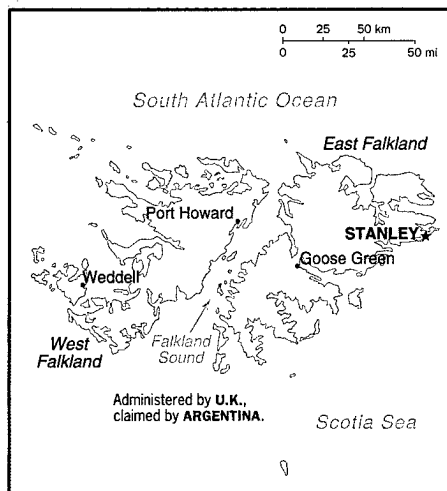 0 25 50 km
0 25 50 mi
South Atlantic Ocean
East Falkland
Port Howard
STANLEY
Goose Green
Weddell
West
Falkland
Falkland
Sound
Administered by U.K.,
claimed by ARGENTINA.
Scotia Sea